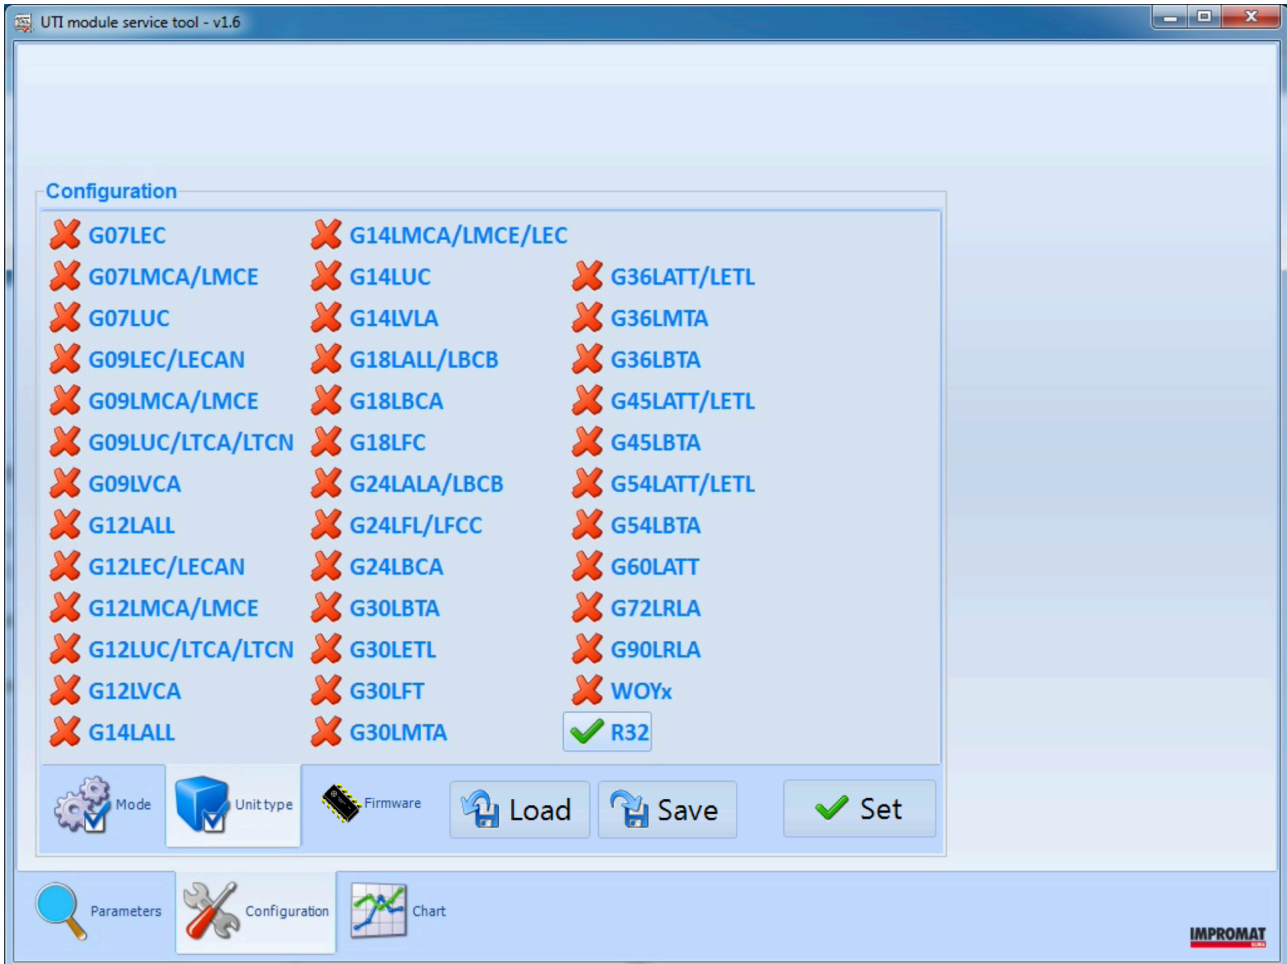 UTI module service tool - v1.6
Configuration
G07LEC
G07LMCA/LMCE
G07LUC
G09LEC/LECAN
G09LMCA/LMCE
G09LUC/LTCA/LTCN
G09LVCA
G12LALL
G12LEC/LECAN
G12LMCA/LMCE
G12LUC/LTCA/LTCN
G12LVCA
G14LALL
G14LMCA/LMCE/LEC
G14LUC
G14LVLA
G18LALL/LBCB
G18LBCA
G18LFC
G24LALA/LBCB
G24LFL/LFCC
G24LBCA
G30LBTA
G30LETL
G30LFT
G30LMTA
G36LATT/LETL
G36LMTA
G36LBTA
G45LATT/LETL
G45LBTA
G54LATT/LETL
G54LBTA
G60LATT
G72LRLA
G90LRLA
WOYx
R32
Mode
Unit type
Firmware
Load
Save
Set
Parameters
Configuration
Chart
IMPROMAT
KLIMA